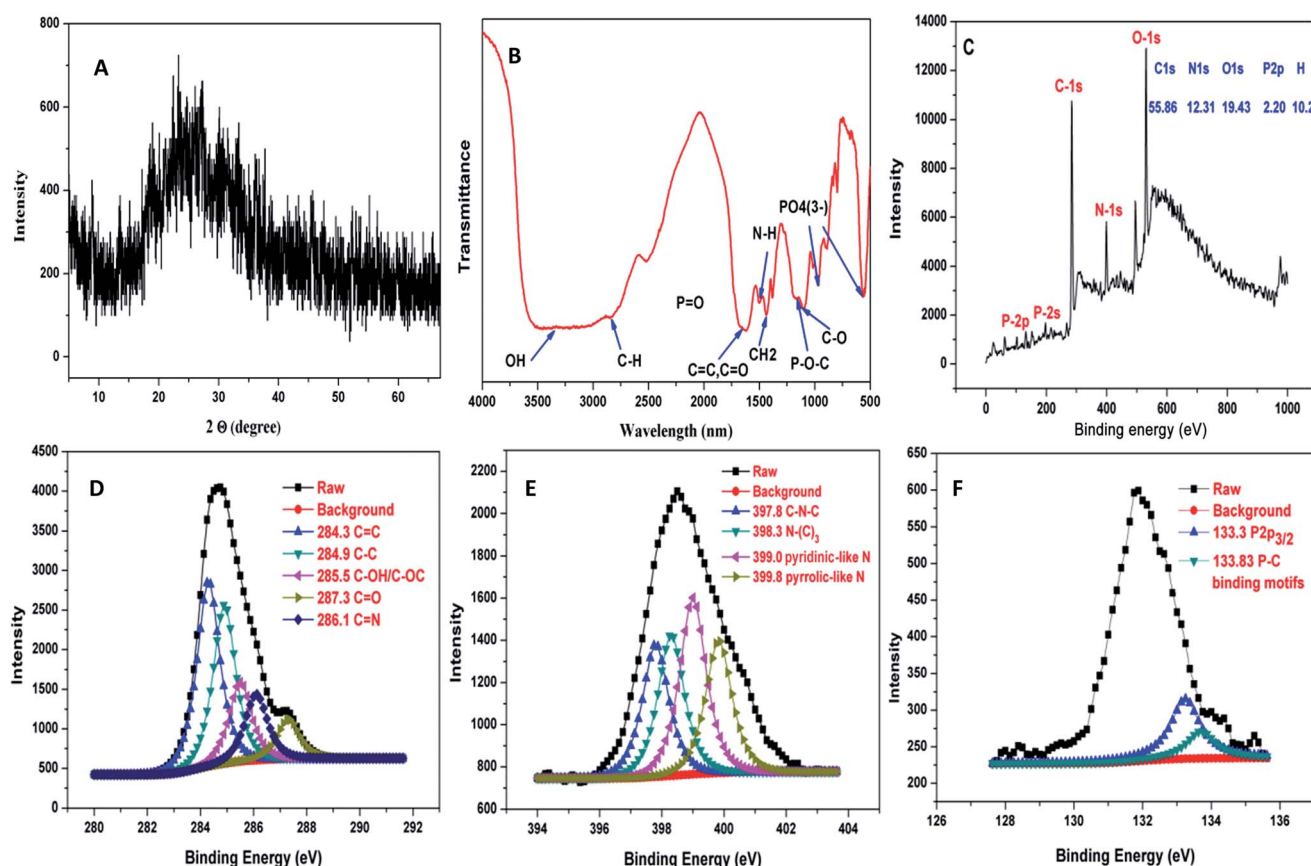 A
800
700
600
500
400
300
200
100
0
Intensity
10 20 30 40 50 60
2 Θ (degree)
B
Transmittance
OH
C-H
P=O
C=C,C=O
N-H
CH2
PO4(3-)
P-O-C
C-O
4000 3500 3000 2500 2000 1500 1000 500
Wavelength (nm)
C
14000
12000
10000
8000
6000
4000
2000
0
Intensity
O-1s
C-1s
N-1s
P-2s
P-2p
C1s N1s O1s P2p H
55.86 12.31 19.43 2.20 10.2
0 200 400 600 800 1000
Binding energy (eV)
D
4500
4000
3500
3000
2500
2000
1500
1000
500
0
Intensity
Raw
Background
284.3 C=C
284.9 C-C
285.5 C-OH/C-OC
287.3 C=O
286.1 C=N
280 282 284 286 288 290 292
Binding Energy (eV)
E
2200
2000
1800
1600
1400
1200
1000
800
600
Intensity
Raw
Background
397.8 C-N-C
398.3 N-(C)3
399.0 pyridinic-like N
399.8 pyrrolic-like N
394 396 398 400 402 404
Binding Energy (eV)
F
650
600
550
500
450
400
350
300
250
200
Intensity
Raw
Background
133.3 P2p3/2
133.83 P-C
binding motifs
126 128 130 132 134 136
Binding Energy (eV)